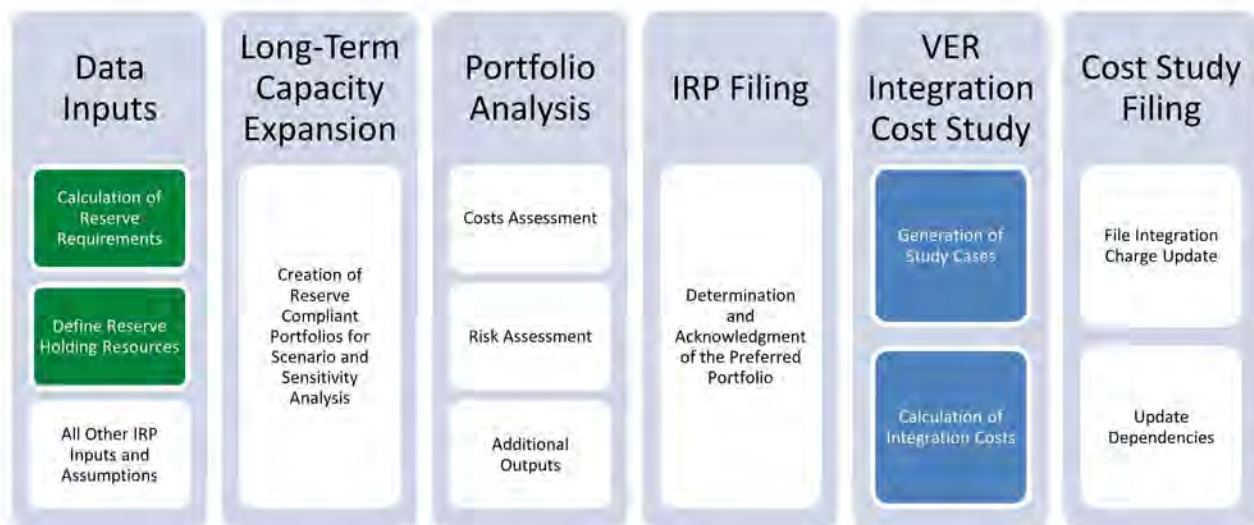 Data
Inputs
Calculation of
Reserve
Requirements
Define Reserve
Holding Resources
All Other IRP
Inputs and
Assumptions
Long-Term
Capacity
Expansion
Creation of
Reserve
Compliant
Portfolios for
Scenario and
Sensitivity
Analysis
Portfolio
Analysis
Costs Assessment
Risk Assessment
Additional
Outputs
IRP Filing
Determination
and
Acknowledgment
of the Preferred
Portfolio
VER
Integration
Cost Study
Generation of
Study Cases
Calculation of
Integration Costs
Cost Study
Filing
File Integration
Charge Update
Update
Dependencies